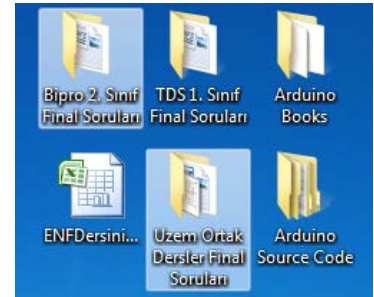 Bipro 2. Sınıf
Final Soruları
TDS 1. Sınıf
Final Soruları
Arduino
Books
ENFDersini...
Uzem Ortak
Dersler Final
Soruları
Arduino
Source Code